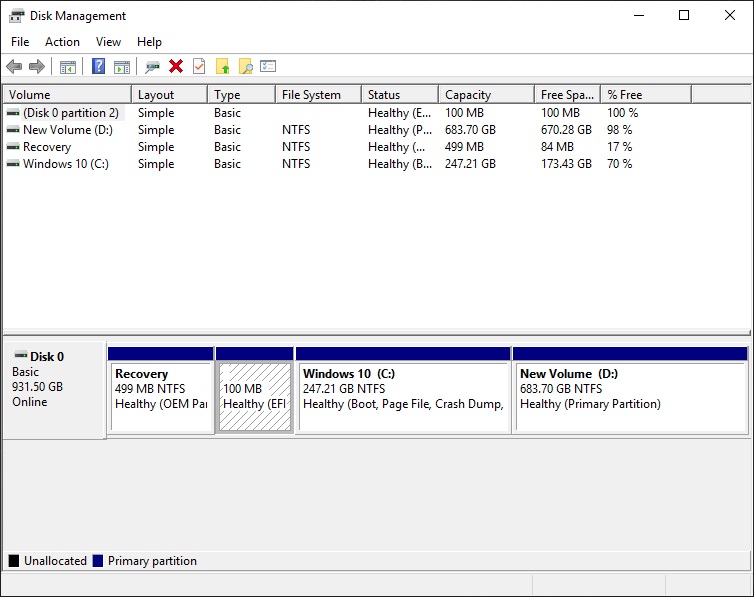 Disk Management
File Action View Help
Volume Layout Type File System Status Capacity Free Spa... % Free
(Disk 0 partition 2) Simple Basic Healthy (E... 100 MB 100 MB 100 %
New Volume (D:) Simple Basic NTFS Healthy (P... 683.70 GB 670.28 GB 98 %
Recovery Simple Basic NTFS Healthy (... 499 MB 84 MB 17 %
Windows 10 (C:) Simple Basic NTFS Healthy (B... 247.21 GB 173.43 GB 70 %
Disk 0
Basic
931.50 GB
Online
Recovery
499 MB NTFS
Healthy (OEM Par
100 MB
Healthy (EFI
Windows 10 (C:)
247.21 GB NTFS
Healthy (Boot, Page File, Crash Dump,
New Volume (D:)
683.70 GB NTFS
Healthy (Primary Partition)
Unallocated Primary partition